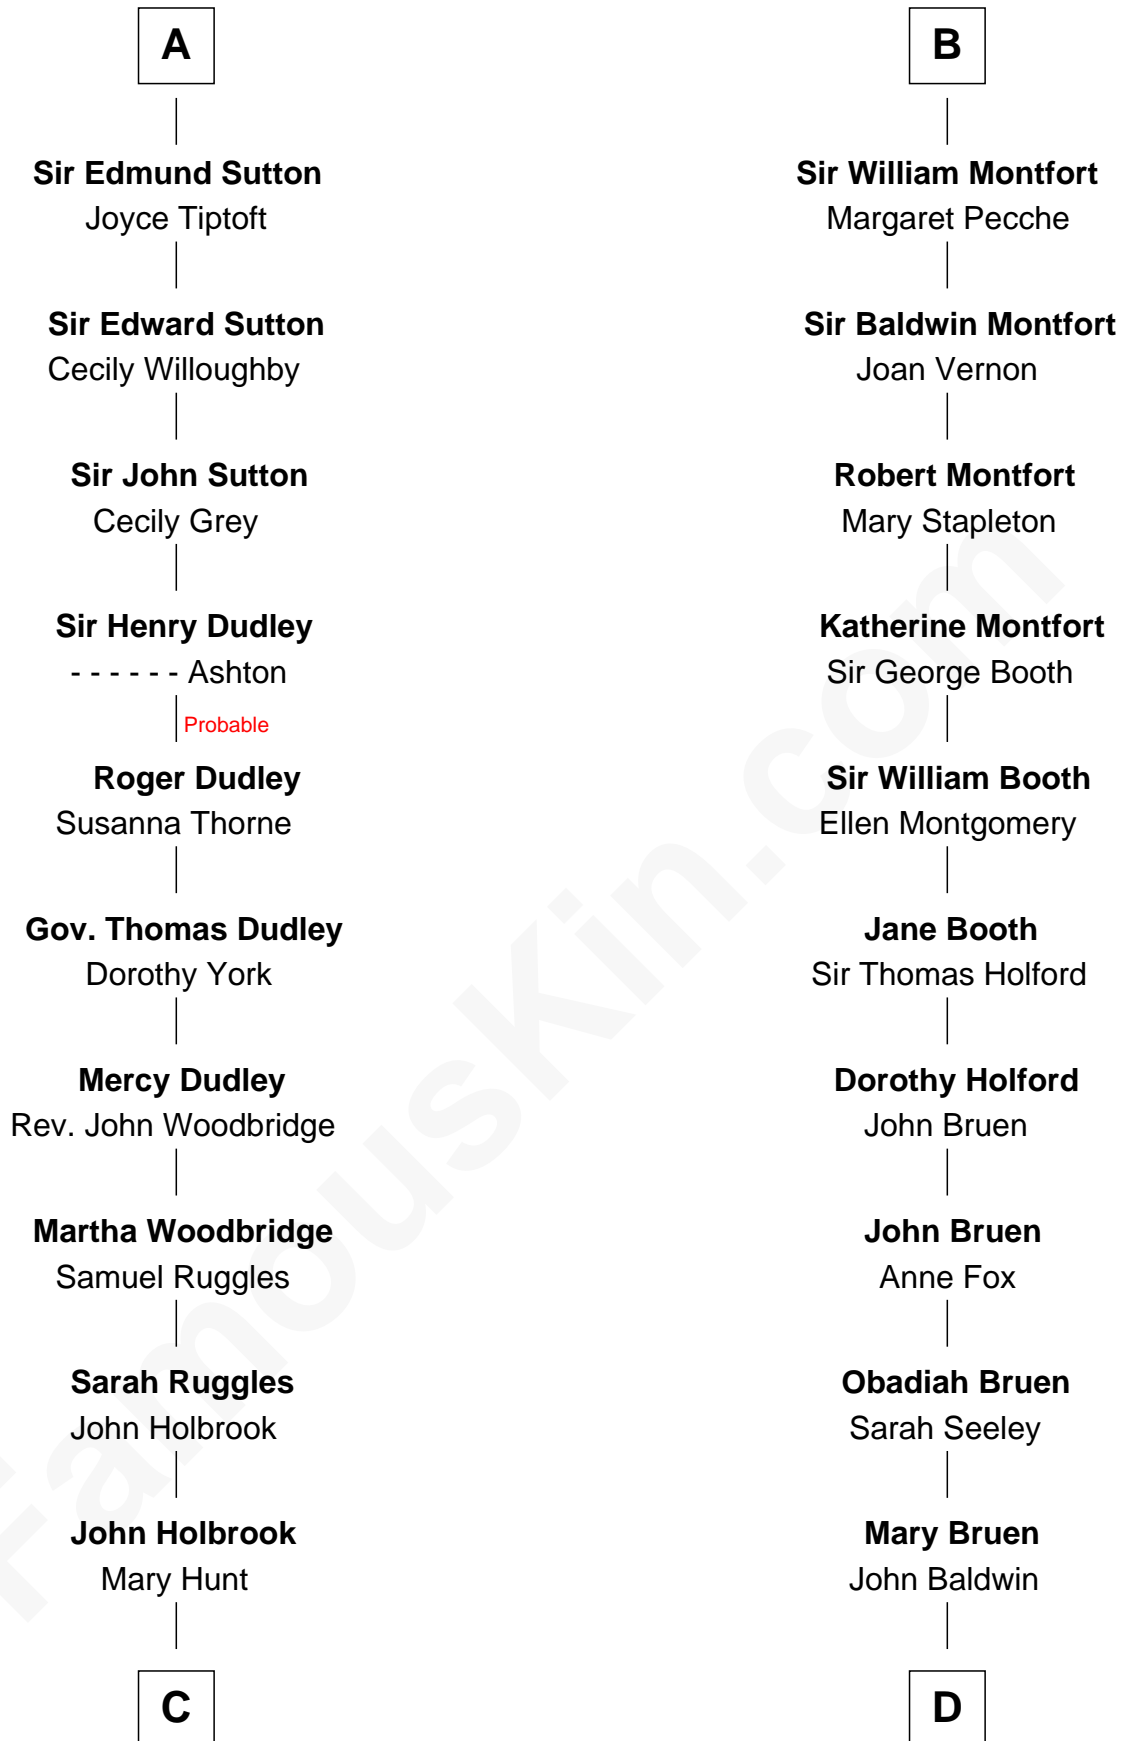 A
Sir Edmund Sutton
Joyce Tiptoft
Sir Edward Sutton
Cecily Willoughby
Sir John Sutton
Cecily Grey
Sir Henry Dudley
- - - - - - Ashton
Probable
Roger Dudley
Susanna Thorne
Gov. Thomas Dudley
Dorothy York
Mercy Dudley
Rev. John Woodbridge
Martha Woodbridge
Samuel Ruggles
Sarah Ruggles
John Holbrook
John Holbrook
Mary Hunt
C
B
Sir William Montfort
Margaret Pecche
Sir Baldwin Montfort
Joan Vernon
Robert Montfort
Mary Stapleton
Katherine Montfort
Sir George Booth
Sir William Booth
Ellen Montgomery
Jane Booth
Sir Thomas Holford
Dorothy Holford
John Bruen
John Bruen
Anne Fox
Obadiah Bruen
Sarah Seeley
Mary Bruen
John Baldwin
D
FamousKin.com